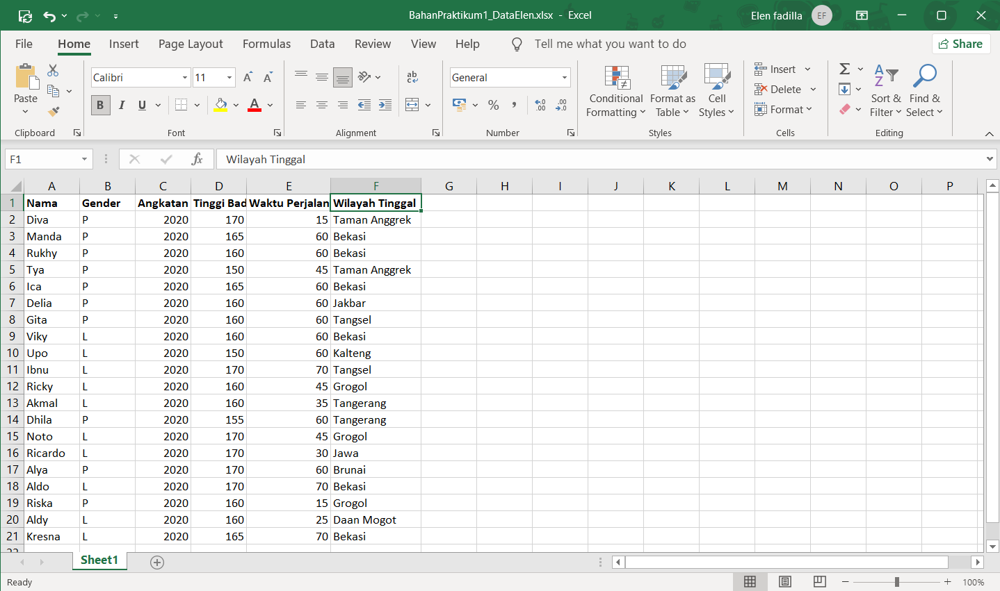 BahanPraktikum1_DataElen.xlsx - Excel
Elen fadilla EF
File Home Insert Page Layout Formulas Data Review View Help Tell me what you want to do Share
Paste
Clipboard
Calibri 11 A A
B I U A
Font
ab
c
Alignment
General
% , .0 .00 .00 .0
Number
Conditional Formatting
Format as Table
Cell Styles
Styles
Insert
Delete
Format
Cells
Σ
A Z
Sort & Filter
Find & Select
Editing
F1 fx Wilayah Tinggal
A B C D E F G H I J K L M N O P
1 Nama Gender Angkatan Tinggi Bad Waktu Perjalan Wilayah Tinggal
2 Diva P 2020 170 15 Taman Anggrek
3 Manda P 2020 165 60 Bekasi
4 Rukhy P 2020 160 60 Bekasi
5 Tya P 2020 150 45 Taman Anggrek
6 Ica P 2020 165 60 Bekasi
7 Delia P 2020 160 60 Jakbar
8 Gita P 2020 160 60 Tangsel
9 Viky L 2020 160 60 Bekasi
10 Upo L 2020 150 60 Kalteng
11 Ibnu L 2020 170 70 Tangsel
12 Ricky L 2020 160 45 Grogol
13 Akmal L 2020 160 35 Tangerang
14 Dhila P 2020 155 60 Tangerang
15 Noto L 2020 170 45 Grogol
16 Ricardo L 2020 170 30 Jawa
17 Alya P 2020 170 60 Brunai
18 Aldo L 2020 170 70 Bekasi
19 Riska P 2020 160 15 Grogol
20 Aldy L 2020 160 25 Daan Mogot
21 Kresna L 2020 165 70 Bekasi
Sheet1
Ready 100%